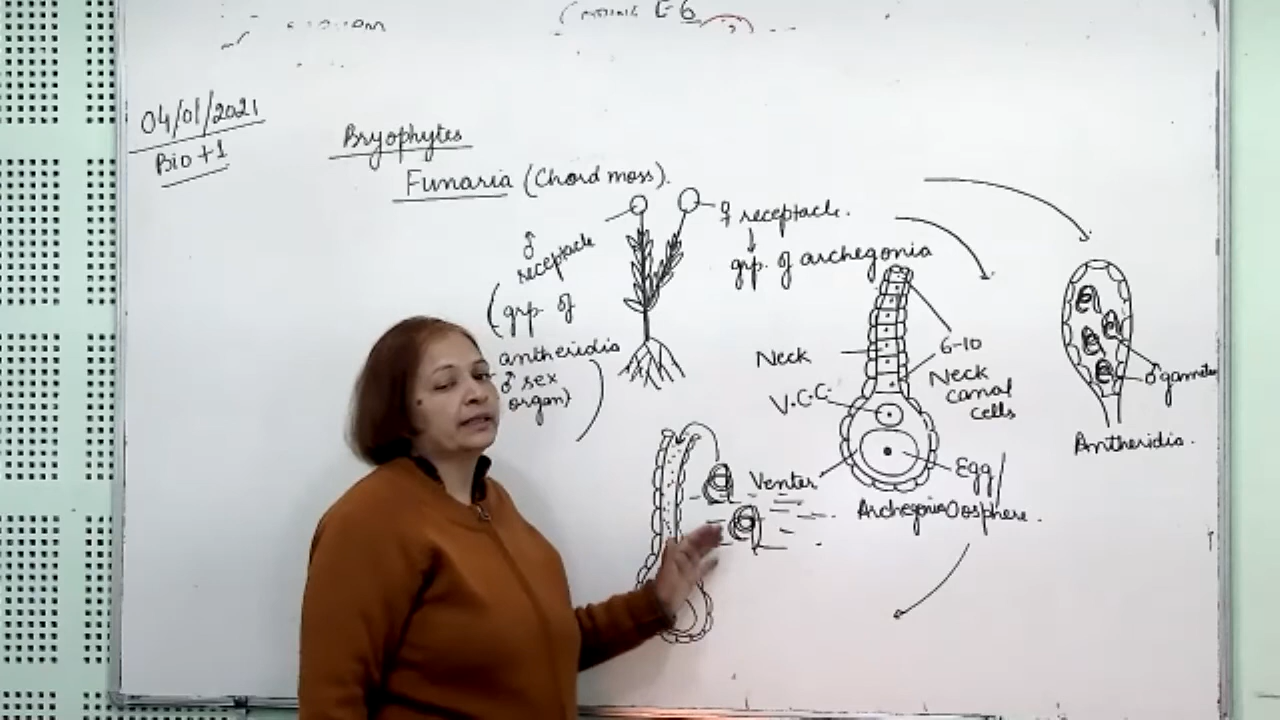 04/01/2021
Bio +1
Bryophytes
Funaria (Chord moss).
♂ receptacle
(grp. of
antheridia
♂ sex
organ)
♀ receptacle.
grp. of archegonia
Neck
V.C.C.
Venter
6-10
Neck
canal
cells
Egg/
Oosphere.
Archegonia
♂ gametes
Antheridia.